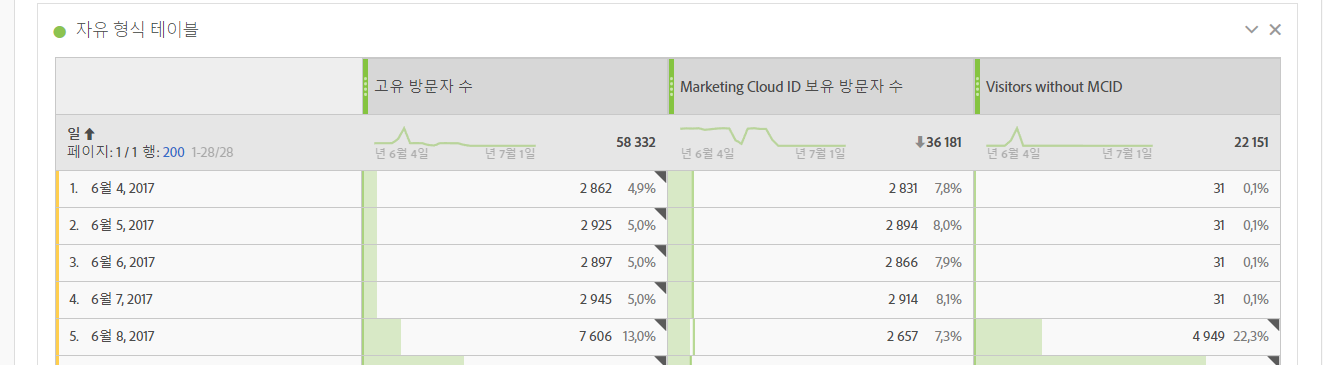 자유 형식 테이블
고유 방문자 수 Marketing Cloud ID 보유 방문자 수 Visitors without MCID
일
페이지: 1 / 1 행: 200 1-28/28
58 332 36 181 22 151
년 6월 4일 년 7월 1일 년 6월 4일 년 7월 1일 년 6월 4일 년 7월 1일
1. 6월 4, 2017 2 862 4,9% 2 831 7,8% 31 0,1%
2. 6월 5, 2017 2 925 5,0% 2 894 8,0% 31 0,1%
3. 6월 6, 2017 2 897 5,0% 2 866 7,9% 31 0,1%
4. 6월 7, 2017 2 945 5,0% 2 914 8,1% 31 0,1%
5. 6월 8, 2017 7 606 13,0% 2 657 7,3% 4 949 22,3%